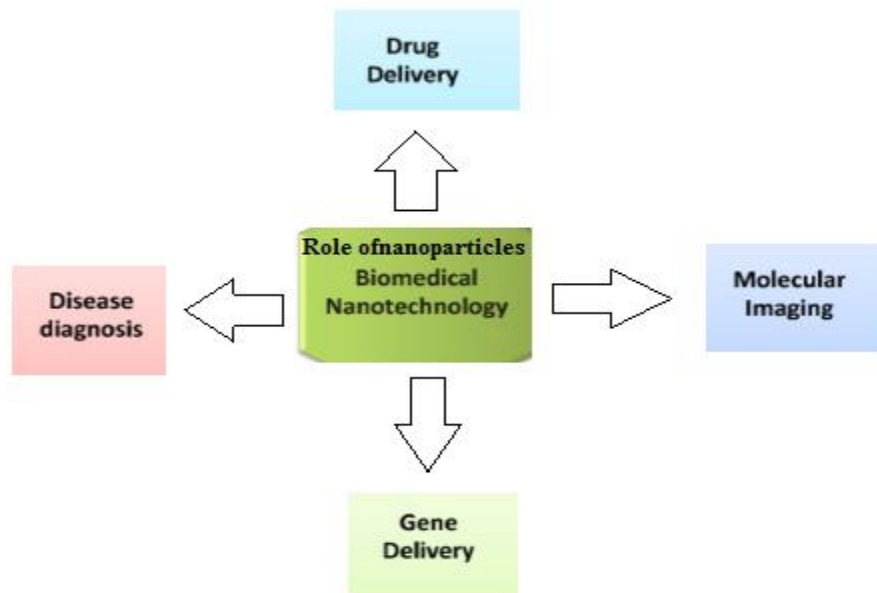 Drug
Delivery
Role ofnanoparticles
Biomedical
Nanotechnology
Disease
diagnosis
Molecular
Imaging
Gene
Delivery